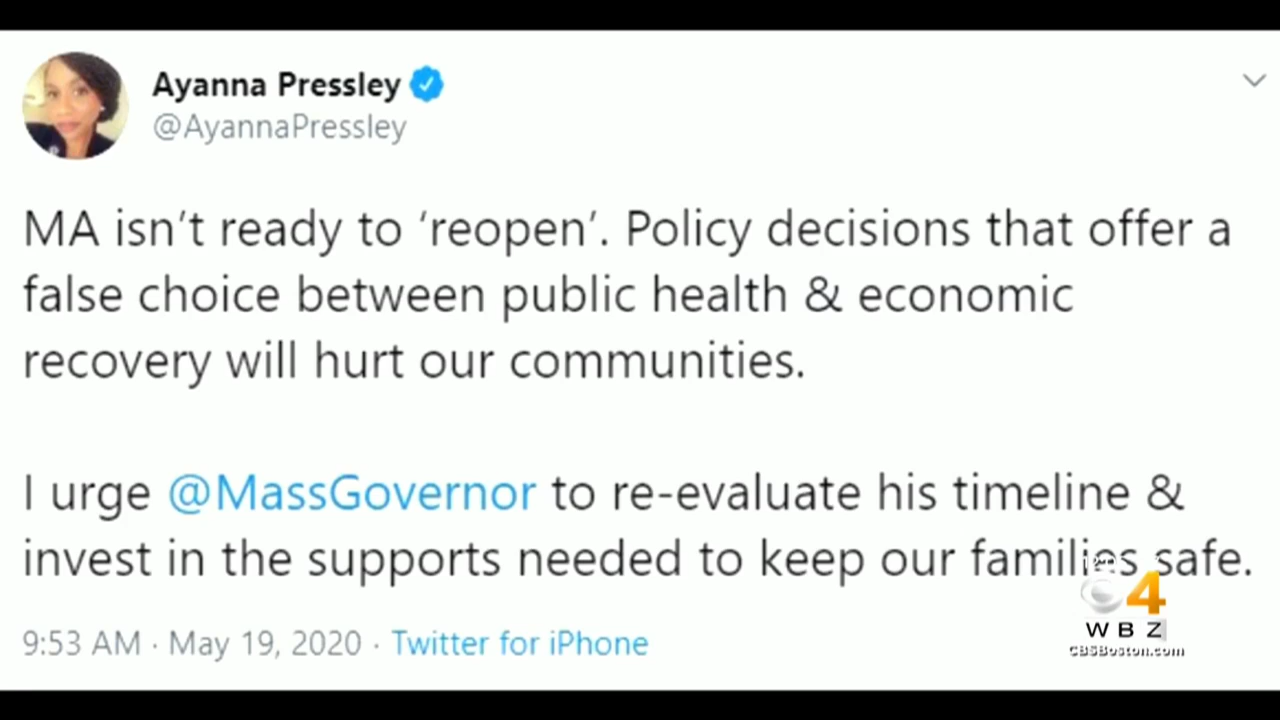 Ayanna Pressley
@AyannaPressley
MA isn't ready to 'reopen'. Policy decisions that offer a
false choice between public health & economic
recovery will hurt our communities.
I urge @MassGovernor to re-evaluate his timeline &
invest in the supports needed to keep our families safe.
9:53 AM · May 19, 2020 · Twitter for iPhone
4
WBZ
CBSBoston.com